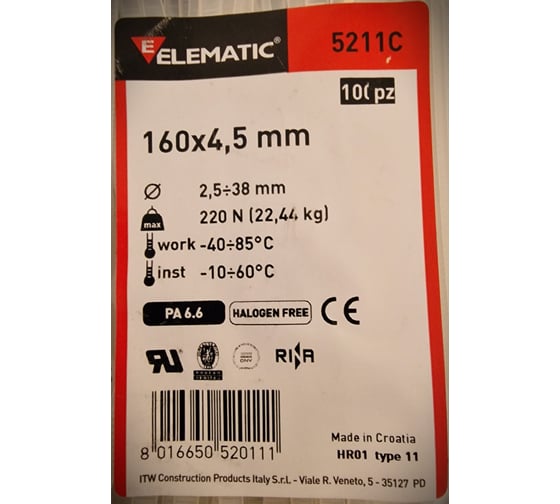 E ELEMATIC®
5211C
100 pz
160x4,5 mm
2,5÷38 mm
max 220 N (22,44 kg)
work -40÷85°C
inst -10÷60°C
PA 6.6 HALOGEN FREE CE
RU RINA
Made in Croatia
HR01 type 11
8 016650 520111
ITW Construction Products Italy S.r.l. - Viale R. Veneto, 5 - 35127 PD